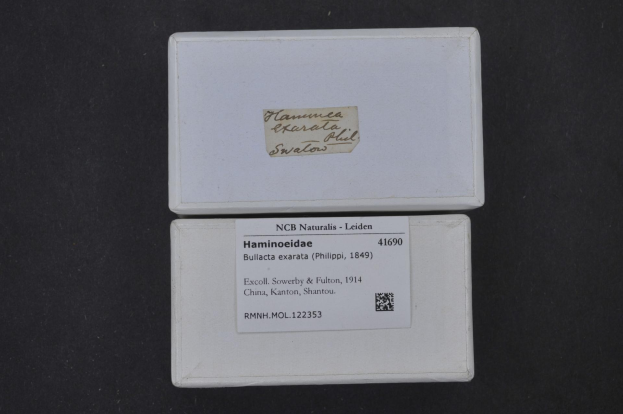 Haminea
exarata
Phil.
Swatow
NCB Naturalis - Leiden
Haminoeidae 41690
Bullacta exarata (Philippi, 1849)
Excoll. Sowerby & Fulton, 1914
China, Kanton, Shantou.
RMNH.MOL.122353